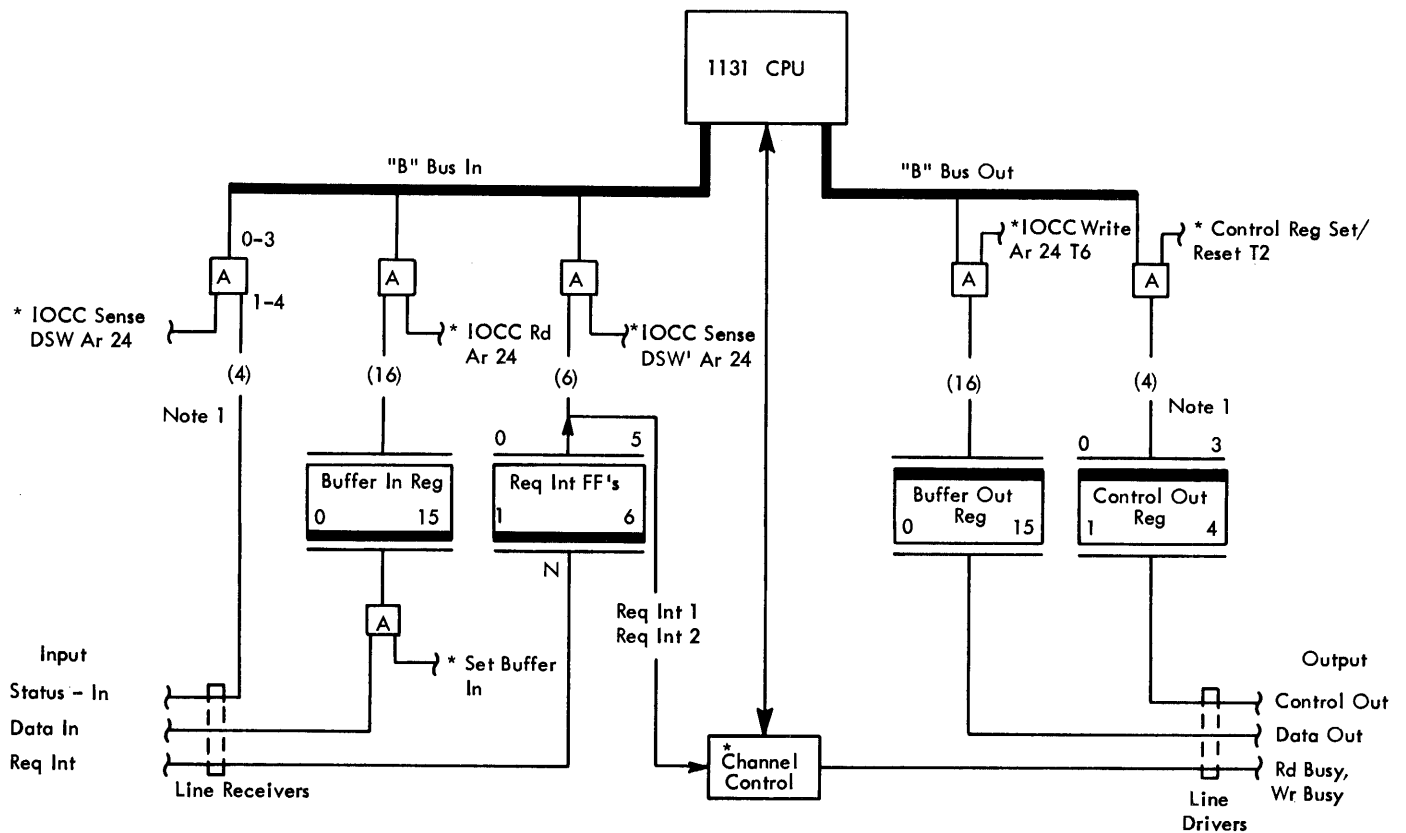 1131 CPU
"B" Bus In
"B" Bus Out
0-3
A
1-4
* IOCC Sense
DSW Ar 24
A
* IOCC Rd
Ar 24
A
*IOCC Sense
DSW' Ar 24
A
*IOCC Write
Ar 24 T6
A
* Control Reg Set/
Reset T2
(4)
(16)
(6)
(16)
(4)
Note 1
Note 1
0 5
0 3
Buffer In Reg
0 15
Req Int FF's
1 6
Buffer Out
Reg
0 15
Control Out
Reg
1 4
N
A
* Set Buffer
In
Req Int 1
Req Int 2
Input
Status - In
Data In
Req Int
Line Receivers
*
Channel
Control
Output
Control Out
Data Out
Rd Busy,
Wr Busy
Line
Drivers